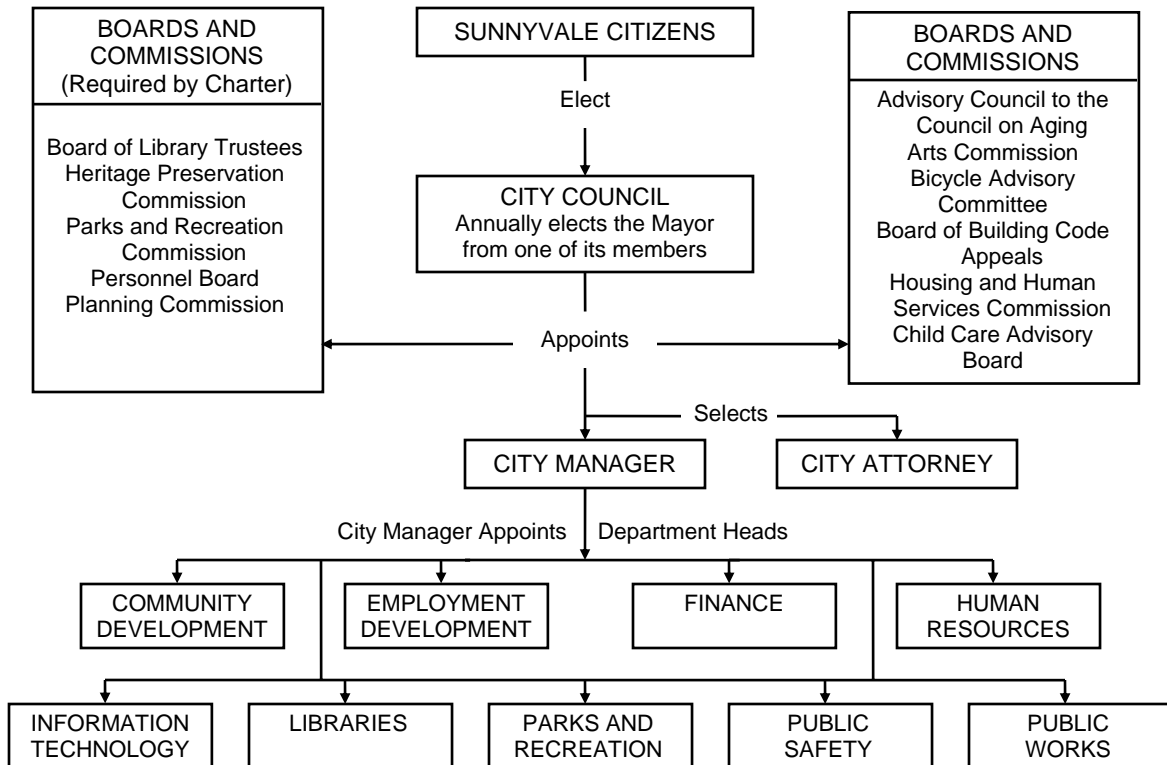 BOARDS AND
COMMISSIONS
(Required by Charter)
Board of Library Trustees
Heritage Preservation
Commission
Parks and Recreation
Commission
Personnel Board
Planning Commission
SUNNYVALE CITIZENS
Elect
CITY COUNCIL
Annually elects the Mayor
from one of its members
BOARDS AND
COMMISSIONS
Advisory Council to the
Council on Aging
Arts Commission
Bicycle Advisory
Committee
Board of Building Code
Appeals
Housing and Human
Services Commission
Child Care Advisory
Board
Appoints
Selects
CITY MANAGER
CITY ATTORNEY
City Manager Appoints Department Heads
COMMUNITY
DEVELOPMENT
EMPLOYMENT
DEVELOPMENT
FINANCE
HUMAN
RESOURCES
INFORMATION
TECHNOLOGY
LIBRARIES
PARKS AND
RECREATION
PUBLIC
SAFETY
PUBLIC
WORKS